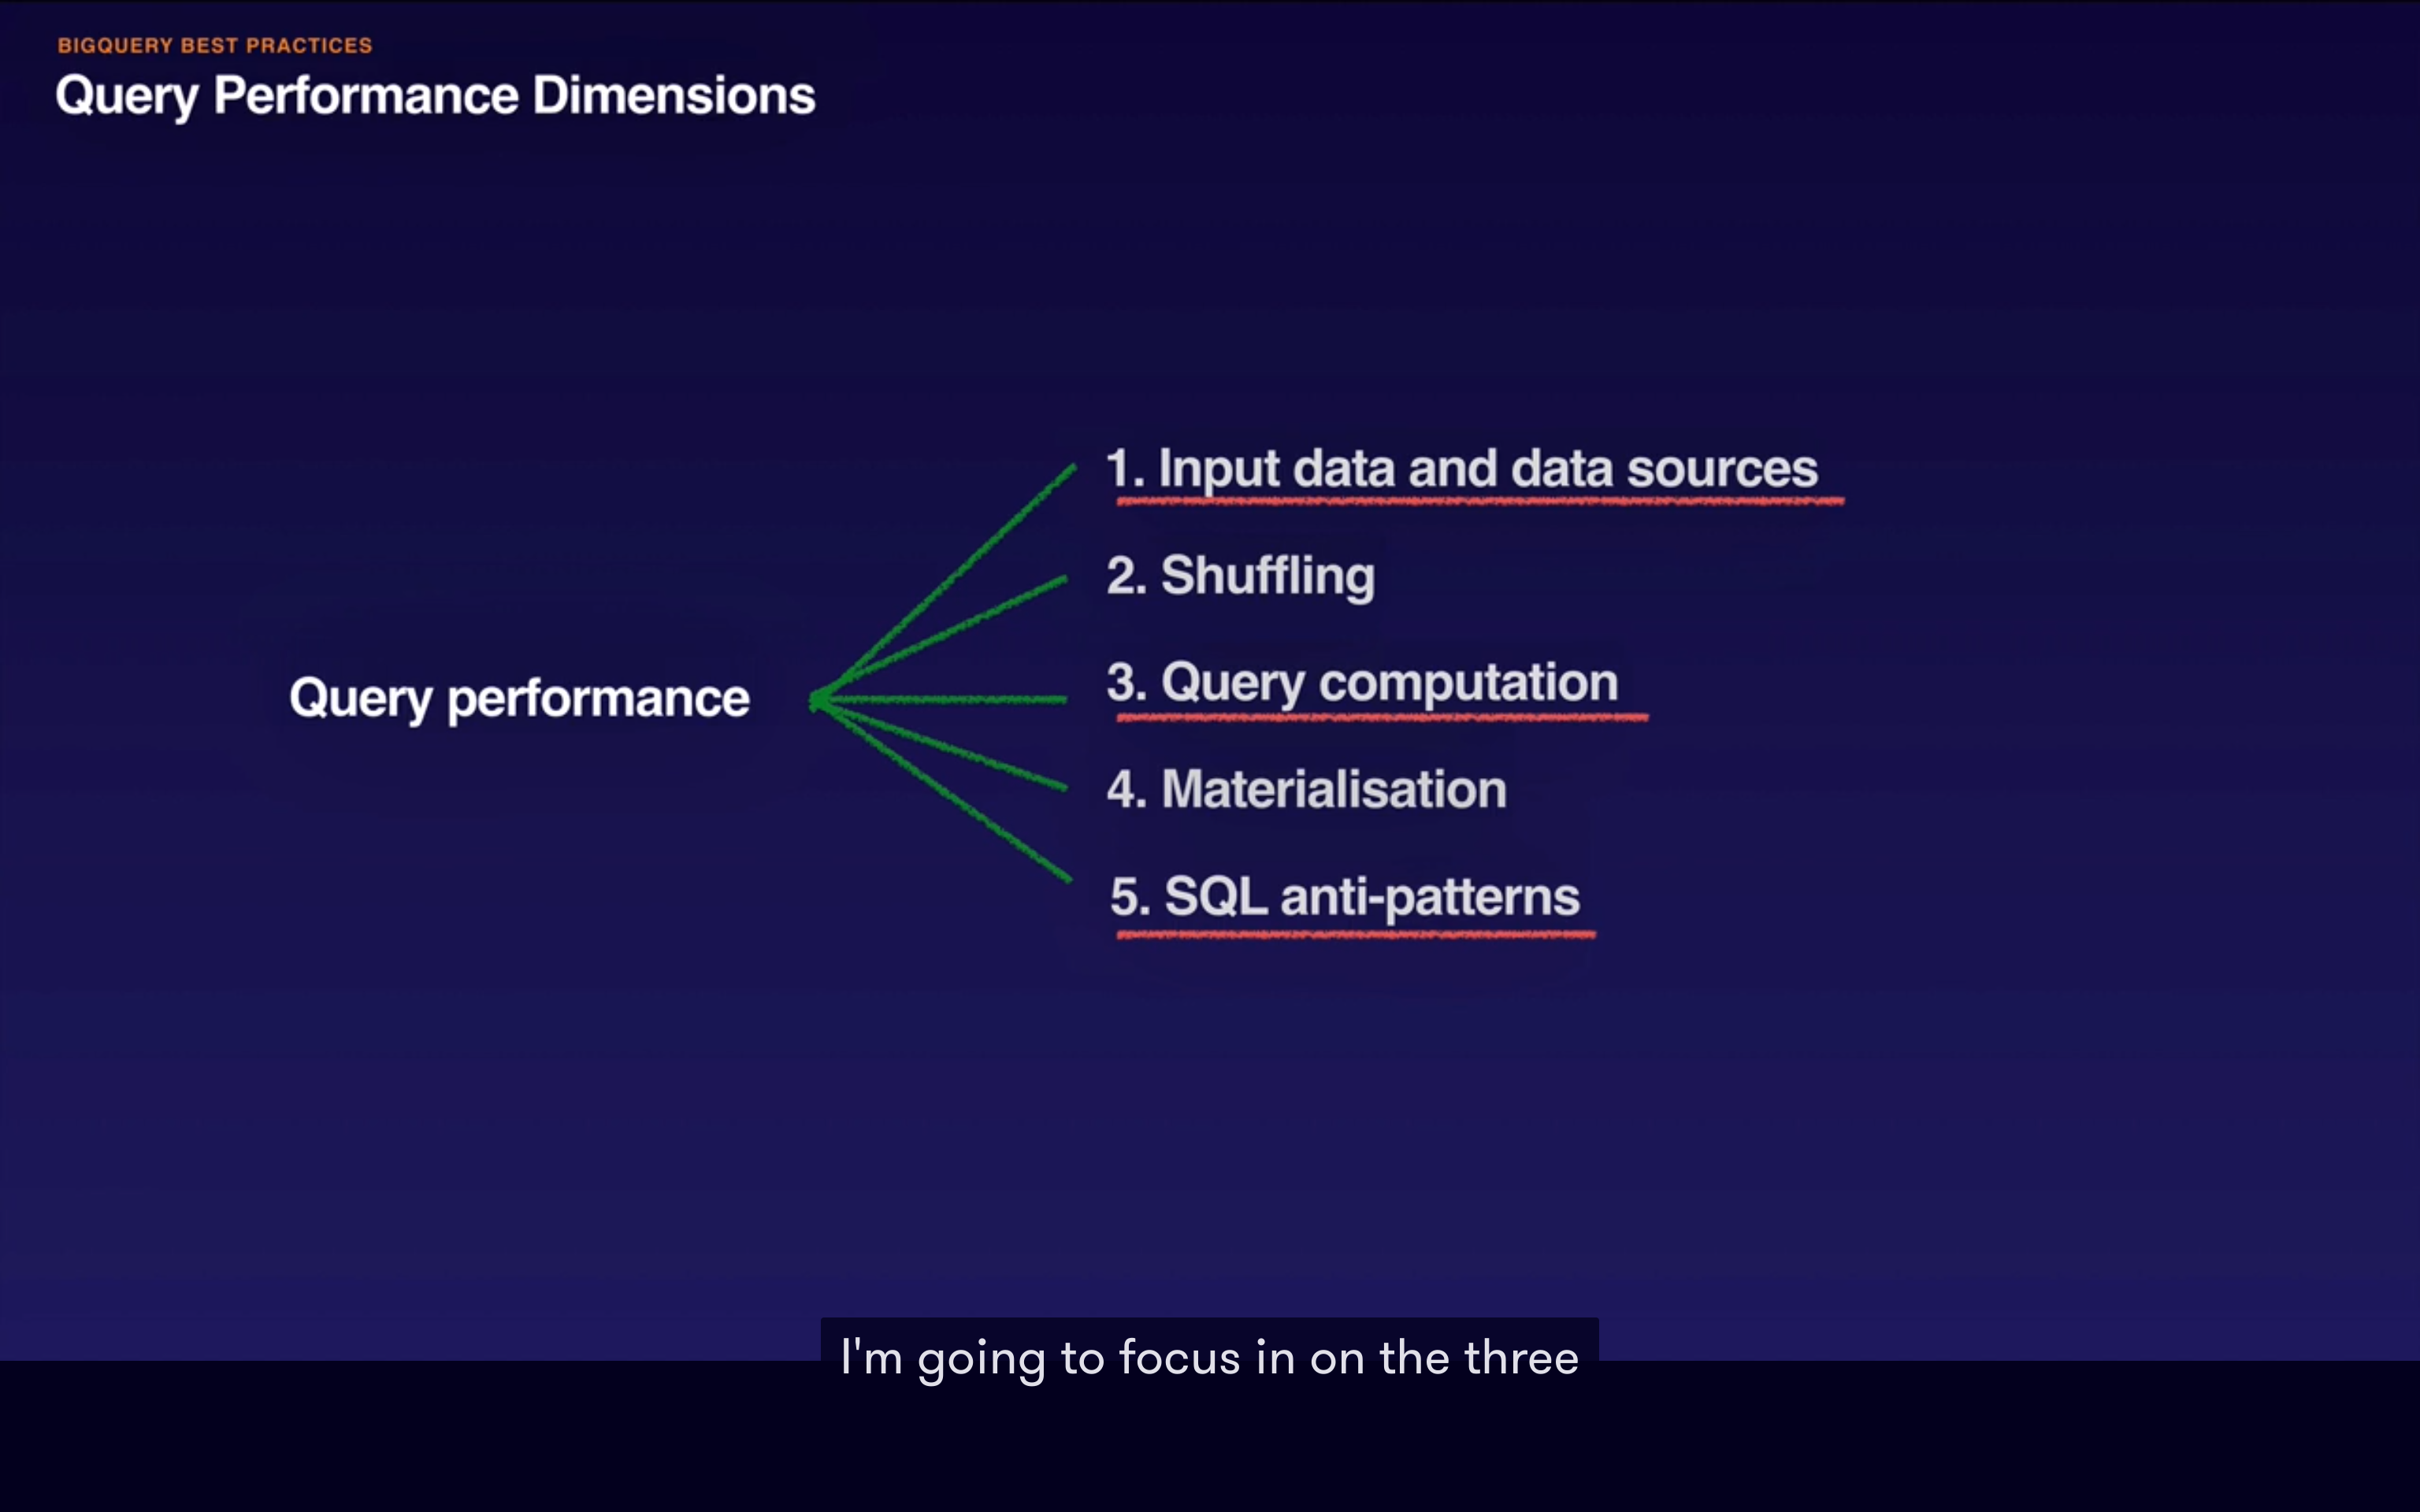 BIGQUERY BEST PRACTICES
Query Performance Dimensions
Query performance
1. Input data and data sources
2. Shuffling
3. Query computation
4. Materialisation
5. SQL anti-patterns
I'm going to focus in on the three